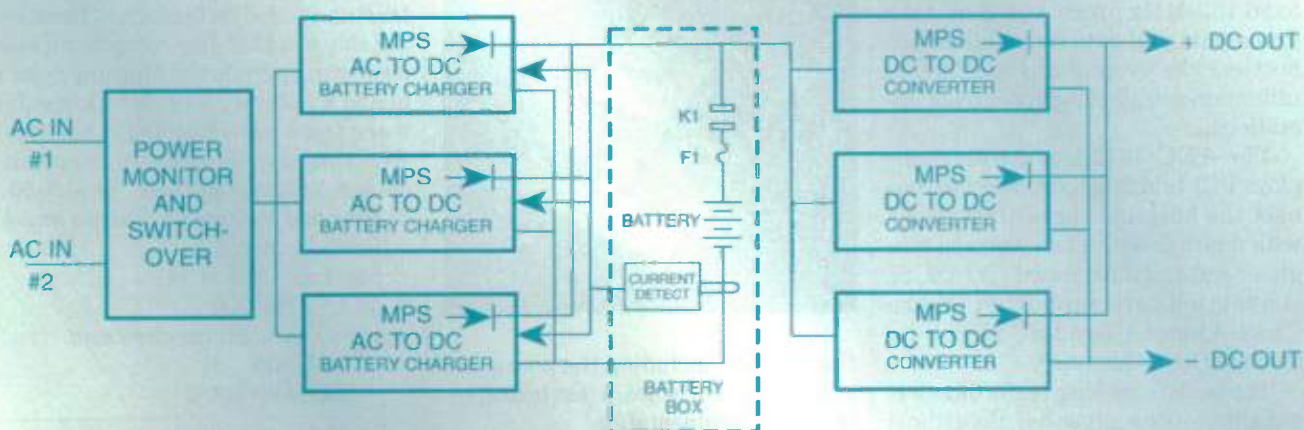 AC IN
#1
AC IN
#2
POWER
MONITOR
AND
SWITCH-
OVER
MPS
AC TO DC
BATTERY CHARGER
MPS
AC TO DC
BATTERY CHARGER
MPS
AC TO DC
BATTERY CHARGER
K1
F1
BATTERY
CURRENT
DETECT
BATTERY
BOX
MPS
DC TO DC
CONVERTER
MPS
DC TO DC
CONVERTER
MPS
DC TO DC
CONVERTER
+ DC OUT
− DC OUT